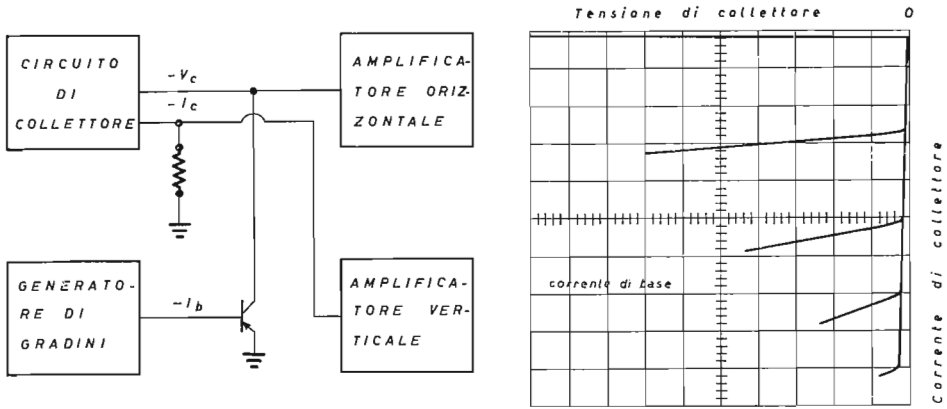 CIRCUITO
DI
COLLETTORE
-Vc
-Ic
AMPLIFICA-
TORE ORIZ-
ZONTALE
GENERATO-
RE DI
GRADINI
-Ib
AMPLIFICA-
TORE VER-
TICALE
Tensione di collettore 0
corrente di base
Corrente di collettore